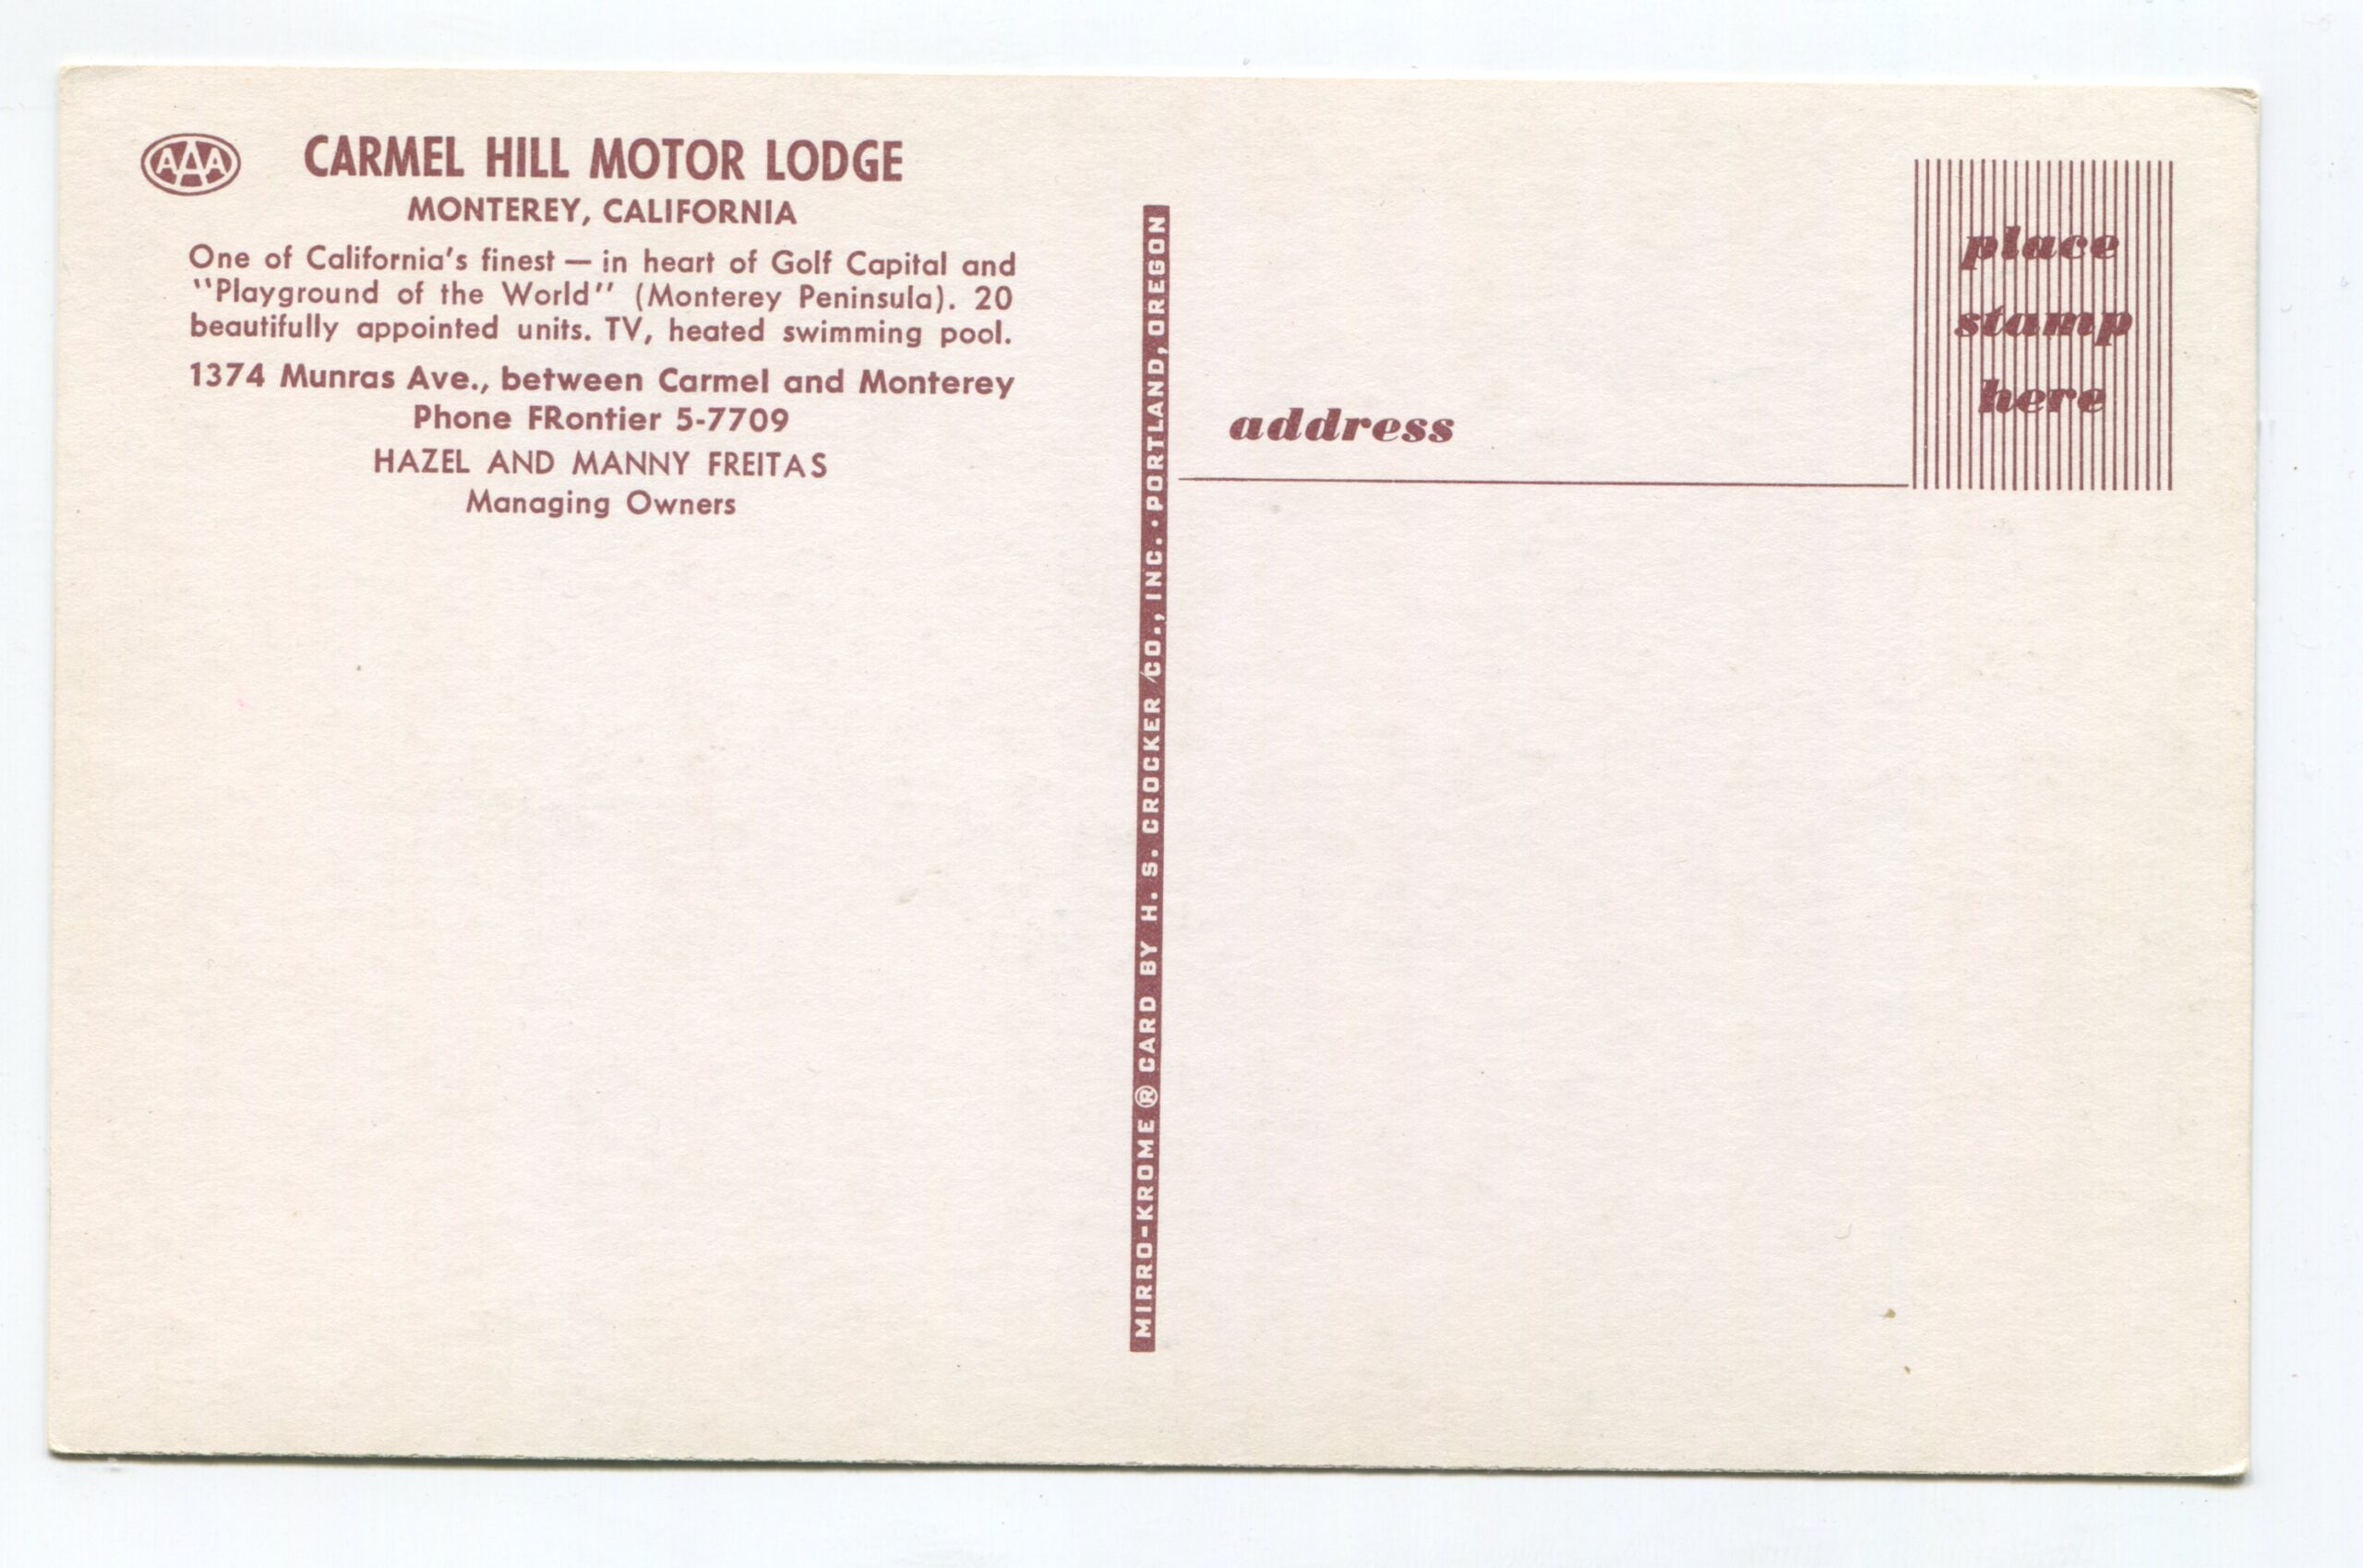 AAA
CARMEL HILL MOTOR LODGE
MONTEREY, CALIFORNIA
One of California's finest — in heart of Golf Capital and
"Playground of the World" (Monterey Peninsula). 20
beautifully appointed units. TV, heated swimming pool.
1374 Munras Ave., between Carmel and Monterey
Phone FRontier 5-7709
HAZEL AND MANNY FREITAS
Managing Owners
MIRRO-KROME ® CARD BY H. S. CROCKER CO., INC. • PORTLAND, OREGON
place
stamp
here
address